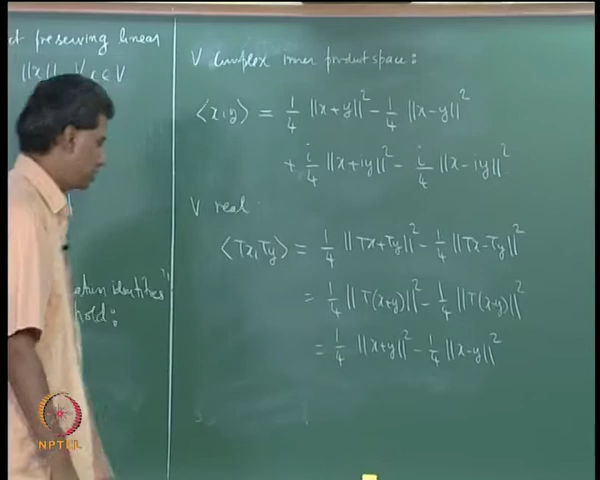 ct preserving linear
||x|| ∀ x ∈ V
ation identities"
hold:
V complex inner product space:
⟨x,y⟩ = 1/4 ||x+y||² - 1/4 ||x-y||²
+ i/4 ||x+iy||² - i/4 ||x-iy||²
V real
⟨Tx,Ty⟩ = 1/4 ||Tx+Ty||² - 1/4 ||Tx-Ty||²
= 1/4 ||T(x+y)||² - 1/4 ||T(x-y)||²
= 1/4 ||x+y||² - 1/4 ||x-y||²
NPTEL